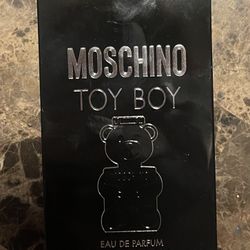 MOSCHINO
TOY BOY
EAU DE PARFUM